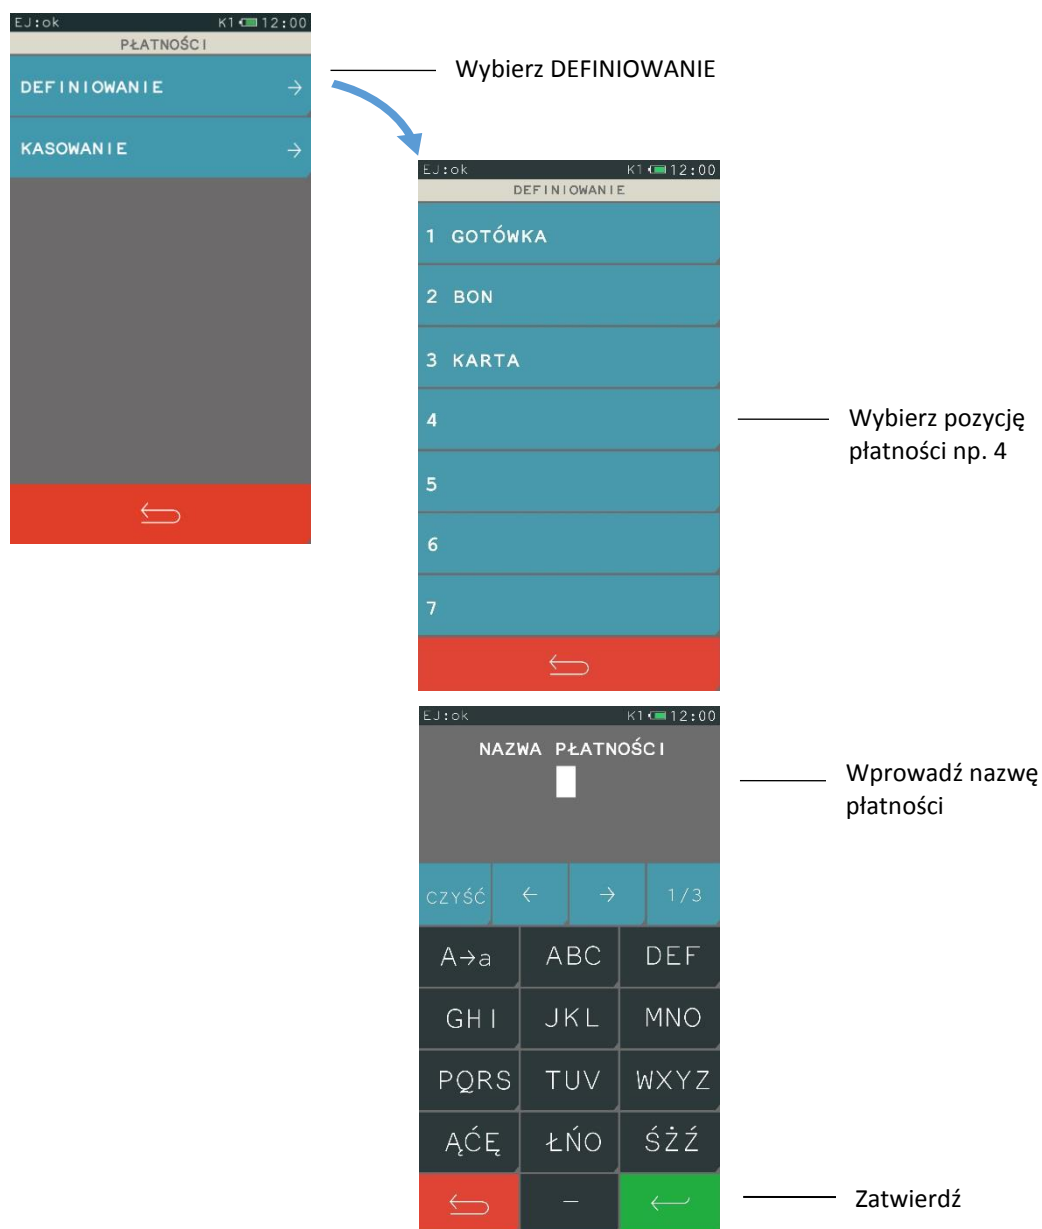 EJ:ok K1 12:00
PŁATNOŚCI
DEFINIOWANIE →
KASOWANIE →
Wybierz DEFINIOWANIE
EJ:ok K1 12:00
DEFINIOWANIE
1 GOTÓWKA
2 BON
3 KARTA
4
5
6
7
Wybierz pozycję
płatności np. 4
EJ:ok K1 12:00
NAZWA PŁATNOŚCI
Wprowadź nazwę
płatności
CZYŚĆ ← → 1/3
A→a ABC DEF
GHI JKL MNO
PQRS TUV WXYZ
ĄĆĘ ŁŃO ŚŻŹ
–
Zatwierdź